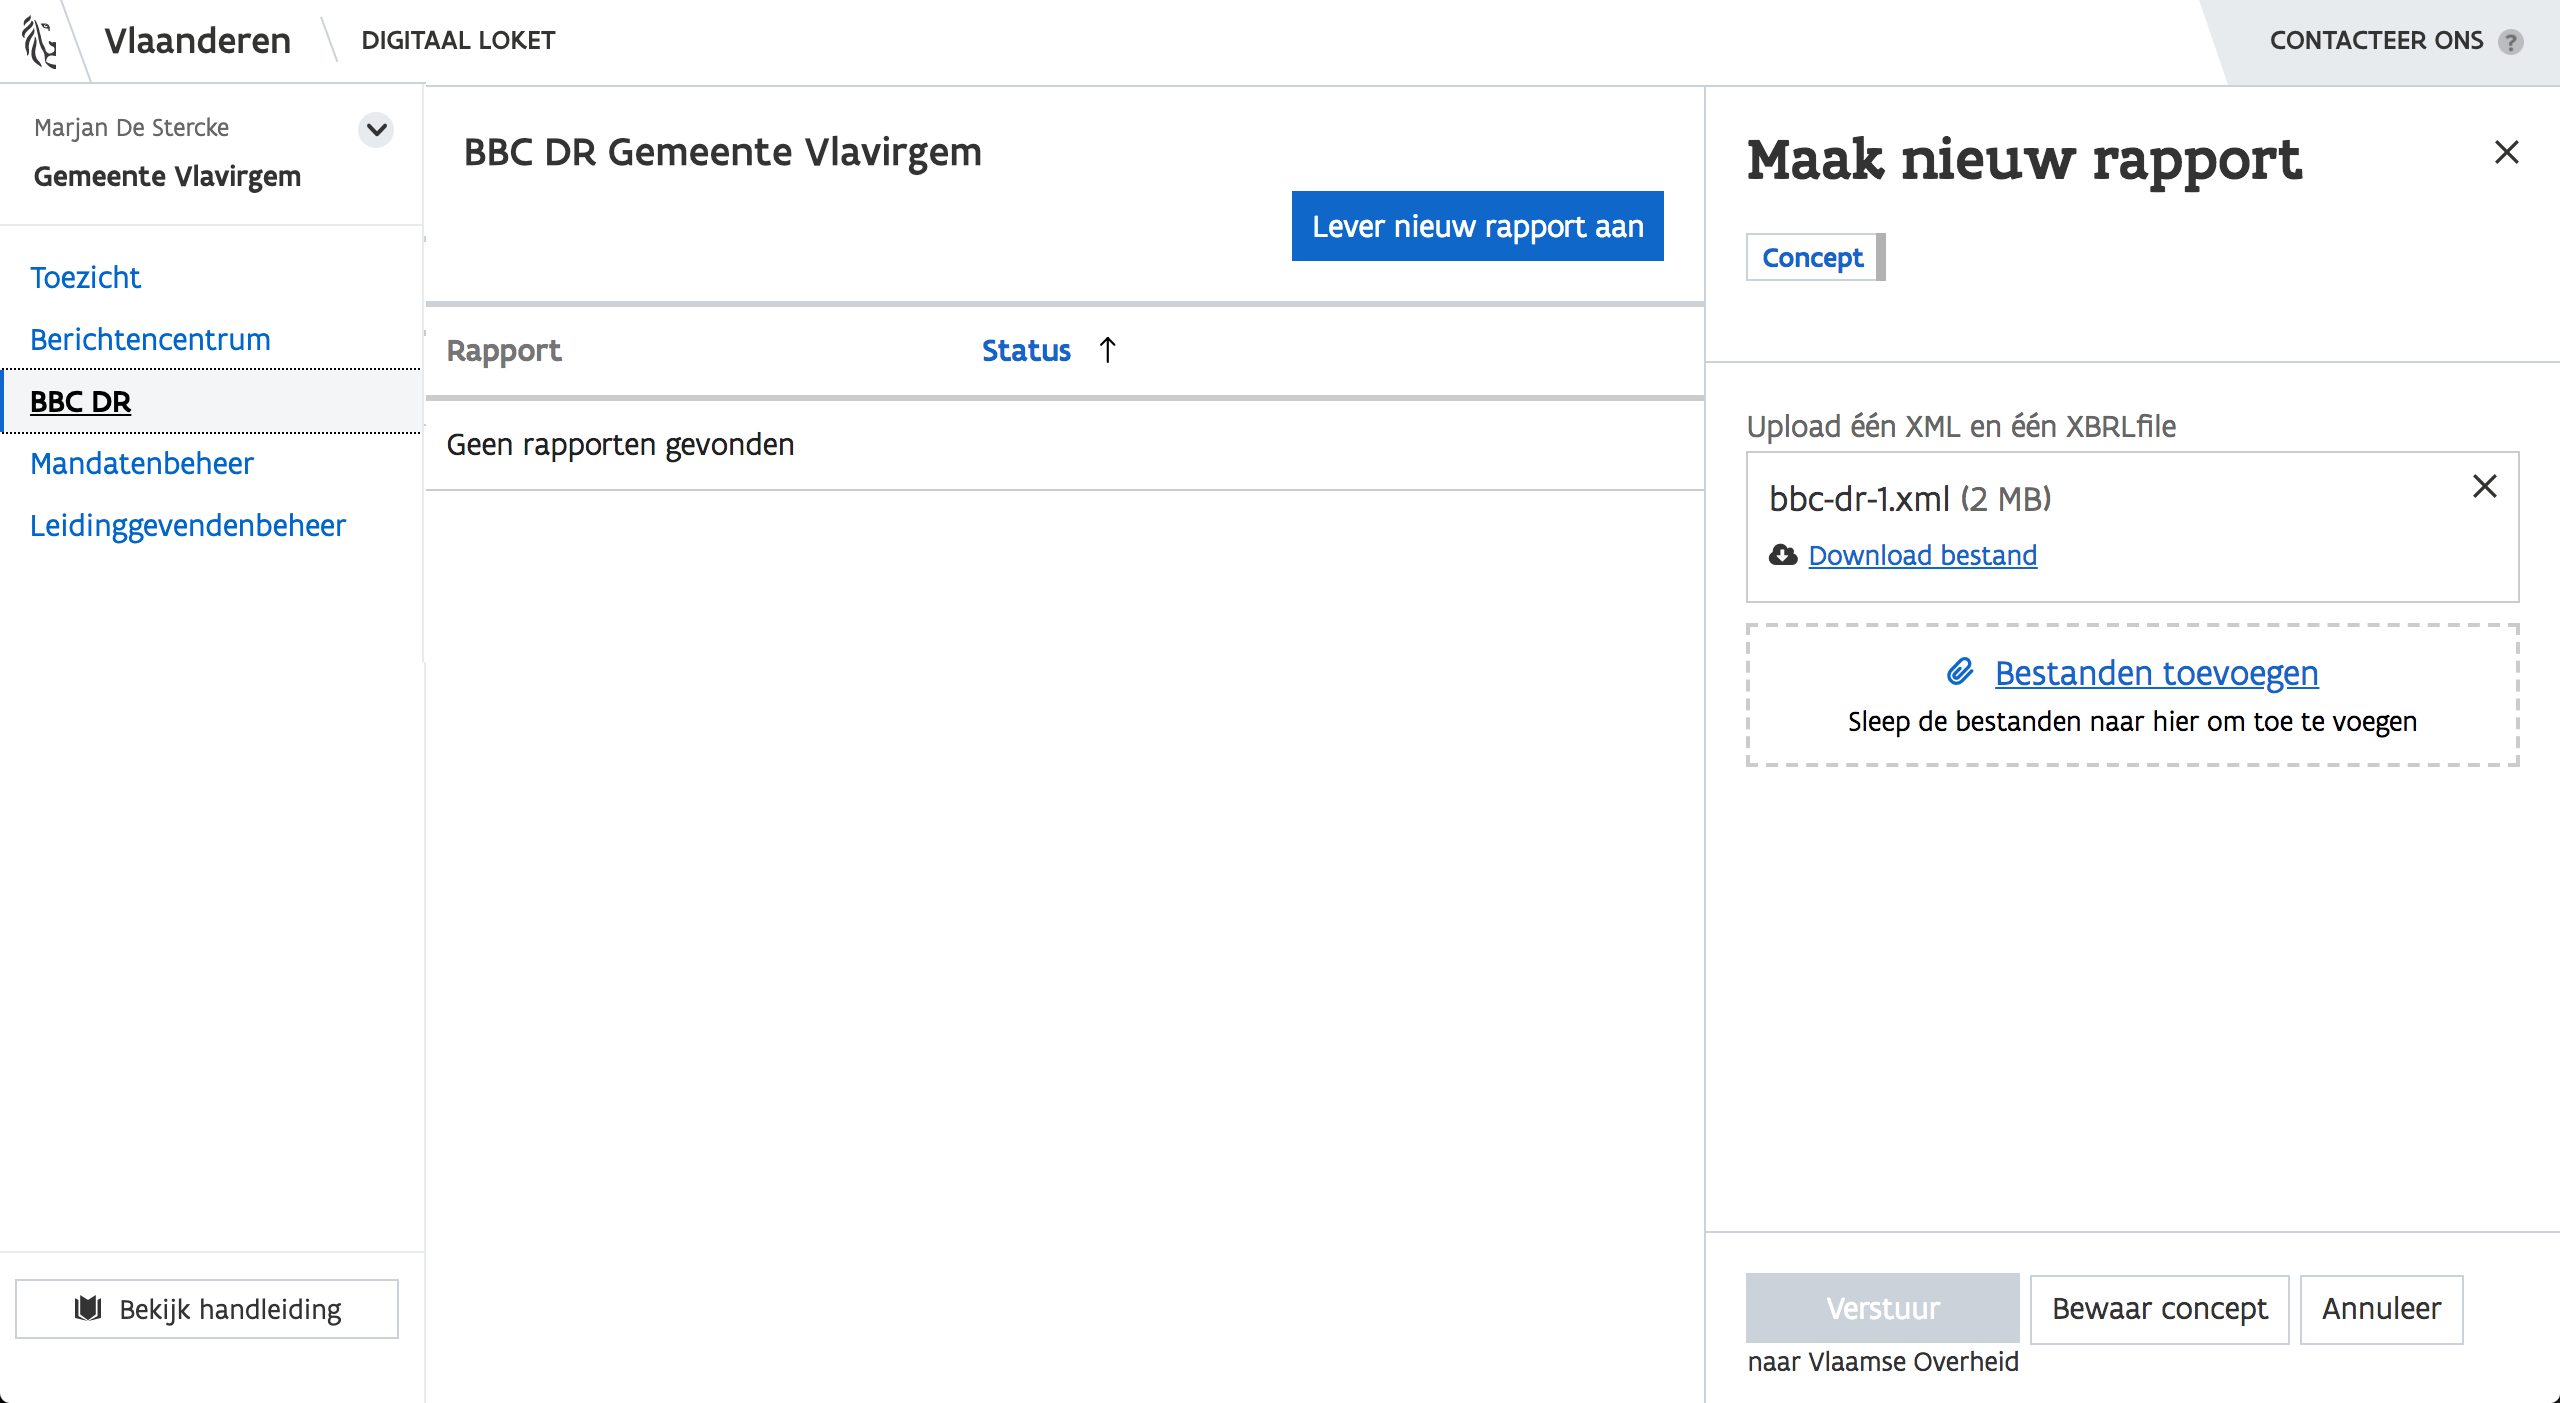 Vlaanderen
DIGITAAL LOKET
CONTACTEER ONS ?
Marjan De Stercke
Gemeente Vlavirgem
Toezicht
Berichtencentrum
BBC DR
Mandatenbeheer
Leidinggevendenbeheer
Bekijk handleiding
BBC DR Gemeente Vlavirgem
Lever nieuw rapport aan
Rapport Status ↑
Geen rapporten gevonden
Maak nieuw rapport
Concept
Upload één XML en één XBRLfile
bbc-dr-1.xml (2 MB)
Download bestand
Bestanden toevoegen
Sleep de bestanden naar hier om toe te voegen
Verstuur Bewaar concept Annuleer
naar Vlaamse Overheid